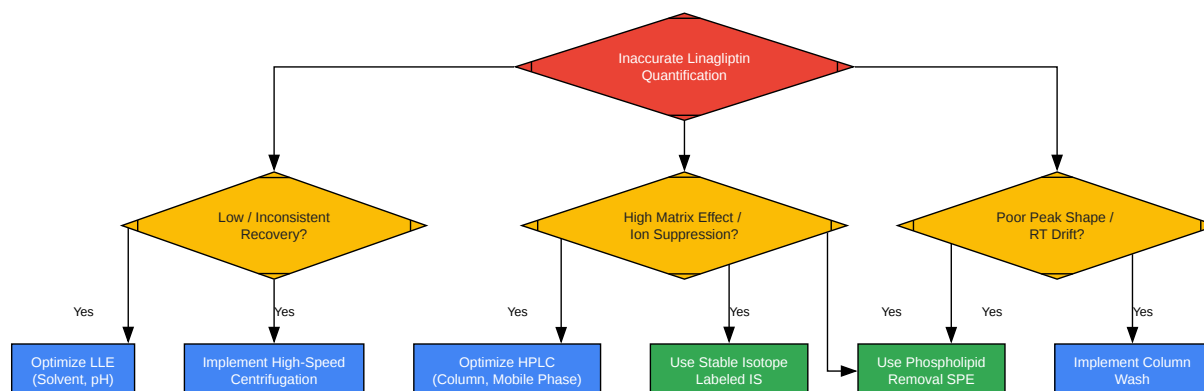 Inaccurate Linagliptin
Quantification
Low / Inconsistent
Recovery?
High Matrix Effect /
Ion Suppression?
Poor Peak Shape /
RT Drift?
Yes
Yes
Yes
Yes
Yes
Yes
Yes
Optimize LLE
(Solvent, pH)
Implement High-Speed
Centrifugation
Optimize HPLC
(Column, Mobile Phase)
Use Stable Isotope
Labeled IS
Use Phospholipid
Removal SPE
Implement Column
Wash